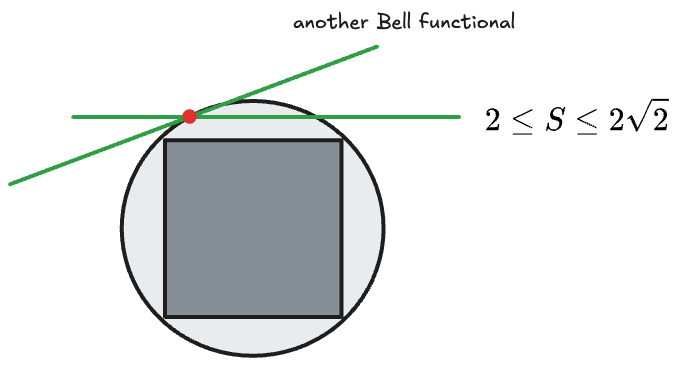 another Bell functional
2 ≤ S ≤ 2√2